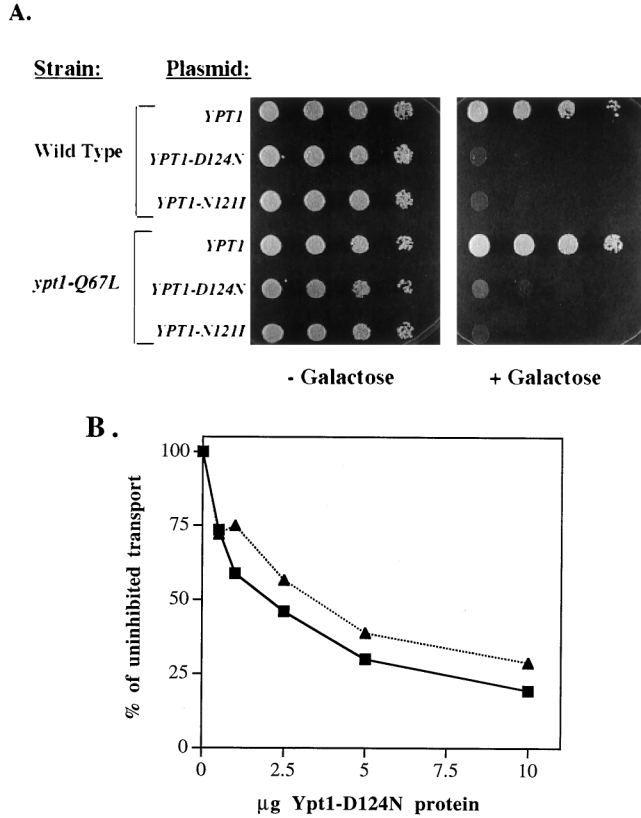 A.
Strain: Plasmid:
Wild Type
YPT1
YPT1-D124N
YPT1-N121I
ypt1-Q67L
YPT1
YPT1-D124N
YPT1-N121I
- Galactose + Galactose
B.
% of uninhibited transport
100
75
50
25
0
0 2.5 5 7.5 10
µg Ypt1-D124N protein